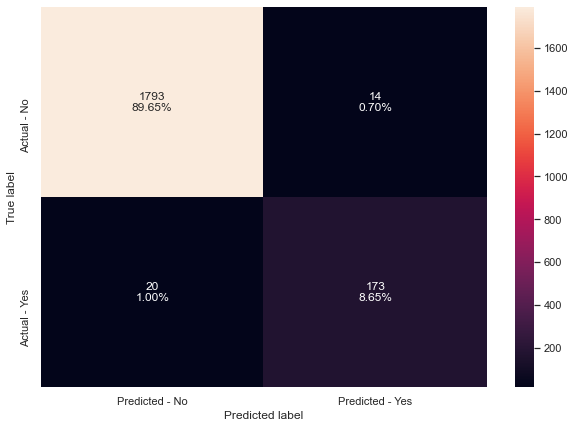 1793
89.65%
14
0.70%
20
1.00%
173
8.65%
Actual - No
Actual - Yes
True label
Predicted - No
Predicted - Yes
Predicted label
1600
1400
1200
1000
800
600
400
200